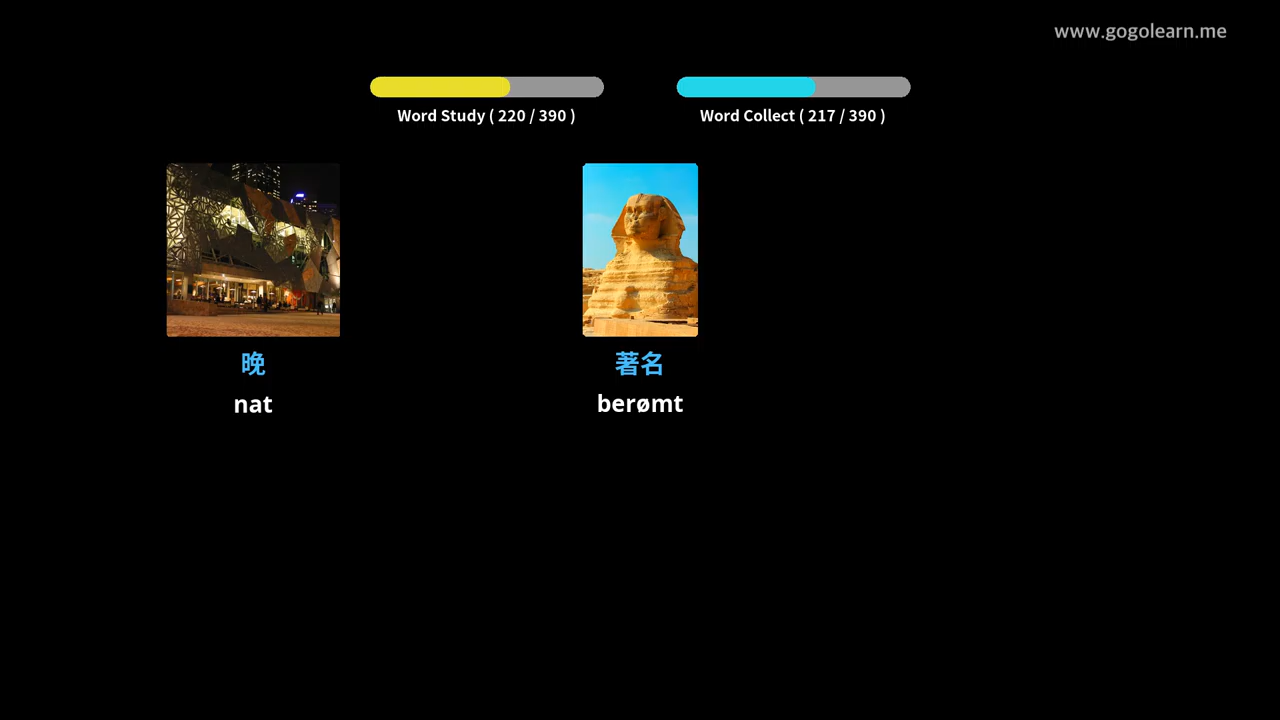 www.gogolearn.me
Word Study ( 220 / 390 )
Word Collect ( 217 / 390 )
晚
nat
著名
berømt